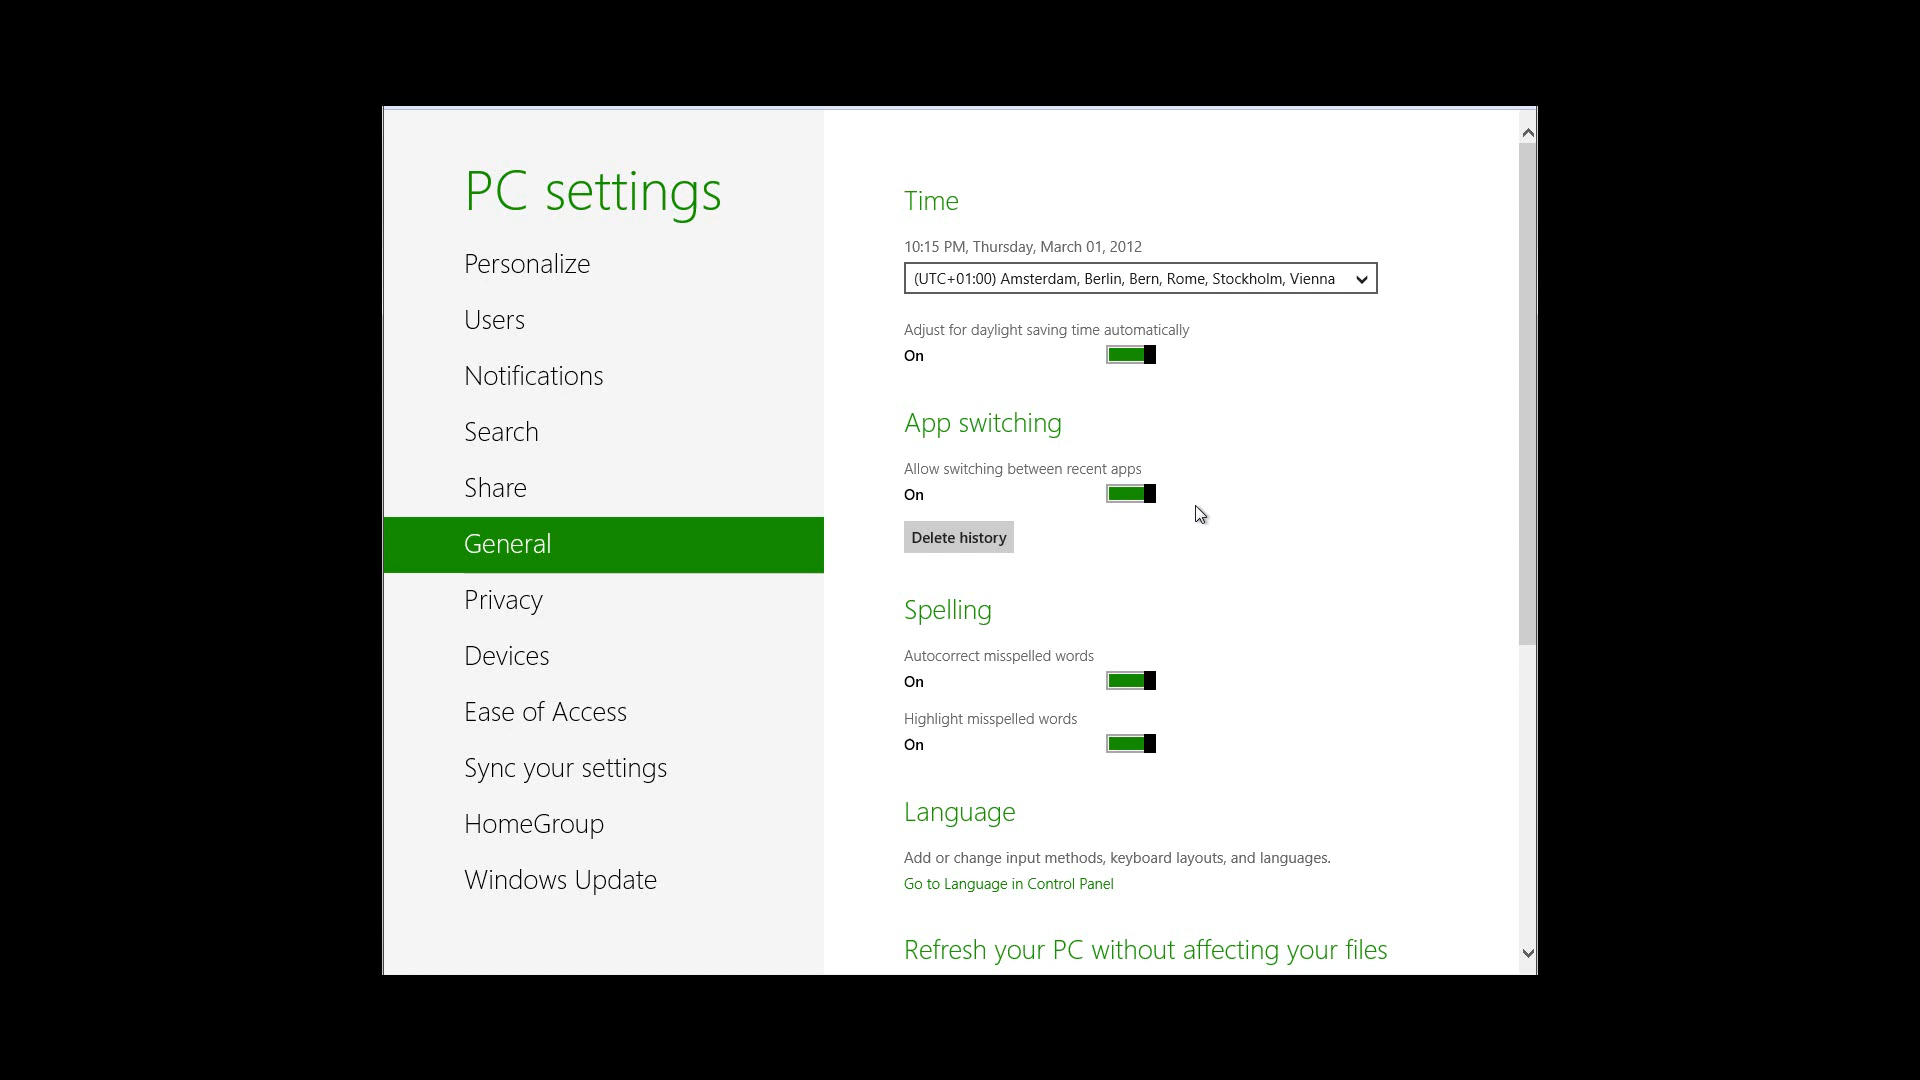 PC settings
Personalize
Users
Notifications
Search
Share
General
Privacy
Devices
Ease of Access
Sync your settings
HomeGroup
Windows Update
Time
10:15 PM, Thursday, March 01, 2012
(UTC+01:00) Amsterdam, Berlin, Bern, Rome, Stockholm, Vienna
Adjust for daylight saving time automatically
On
App switching
Allow switching between recent apps
On
Delete history
Spelling
Autocorrect misspelled words
On
Highlight misspelled words
On
Language
Add or change input methods, keyboard layouts, and languages.
Go to Language in Control Panel
Refresh your PC without affecting your files